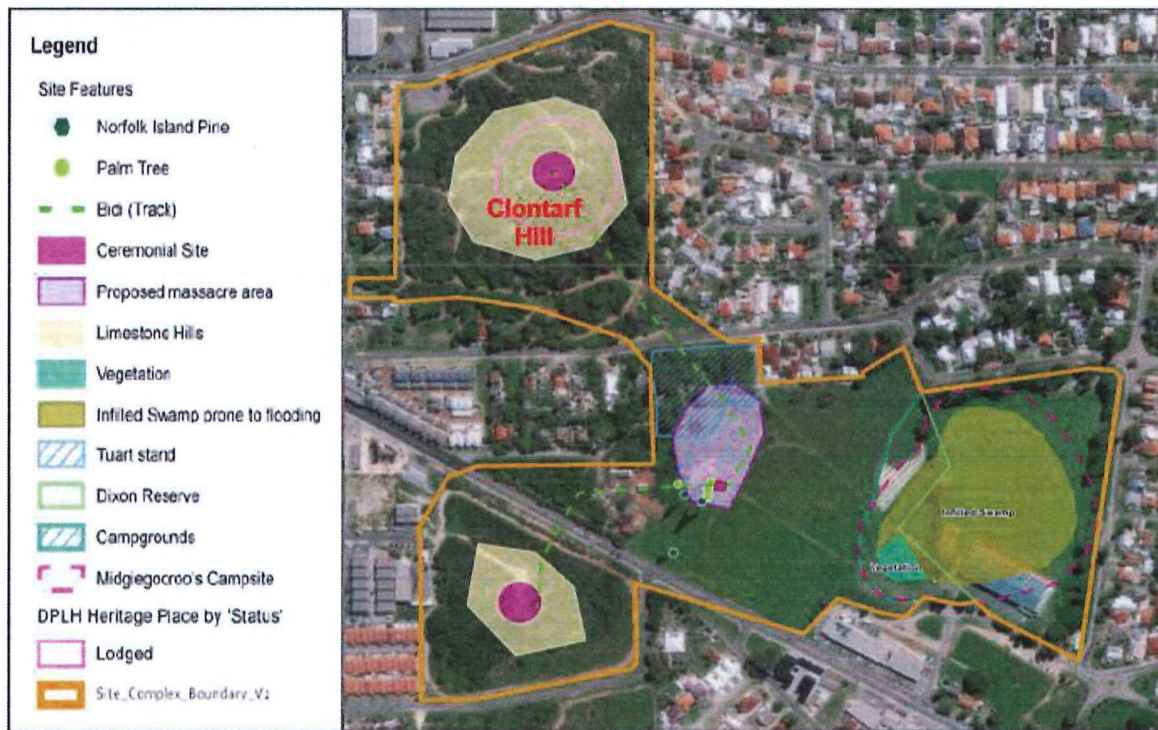 Legend
Site Features
Norfolk Island Pine
Palm Tree
Bidi (Track)
Ceremonial Site
Proposed massacre area
Limestone Hills
Vegetation
Infilled Swamp prone to flooding
Tuart stand
Dixon Reserve
Campgrounds
Midgiegooroo's Campsite
DPLH Heritage Place by 'Status'
Lodged
Site_Complex_Boundary_V2
Clontarf
Hill
Infilled Swamp
Vegetation